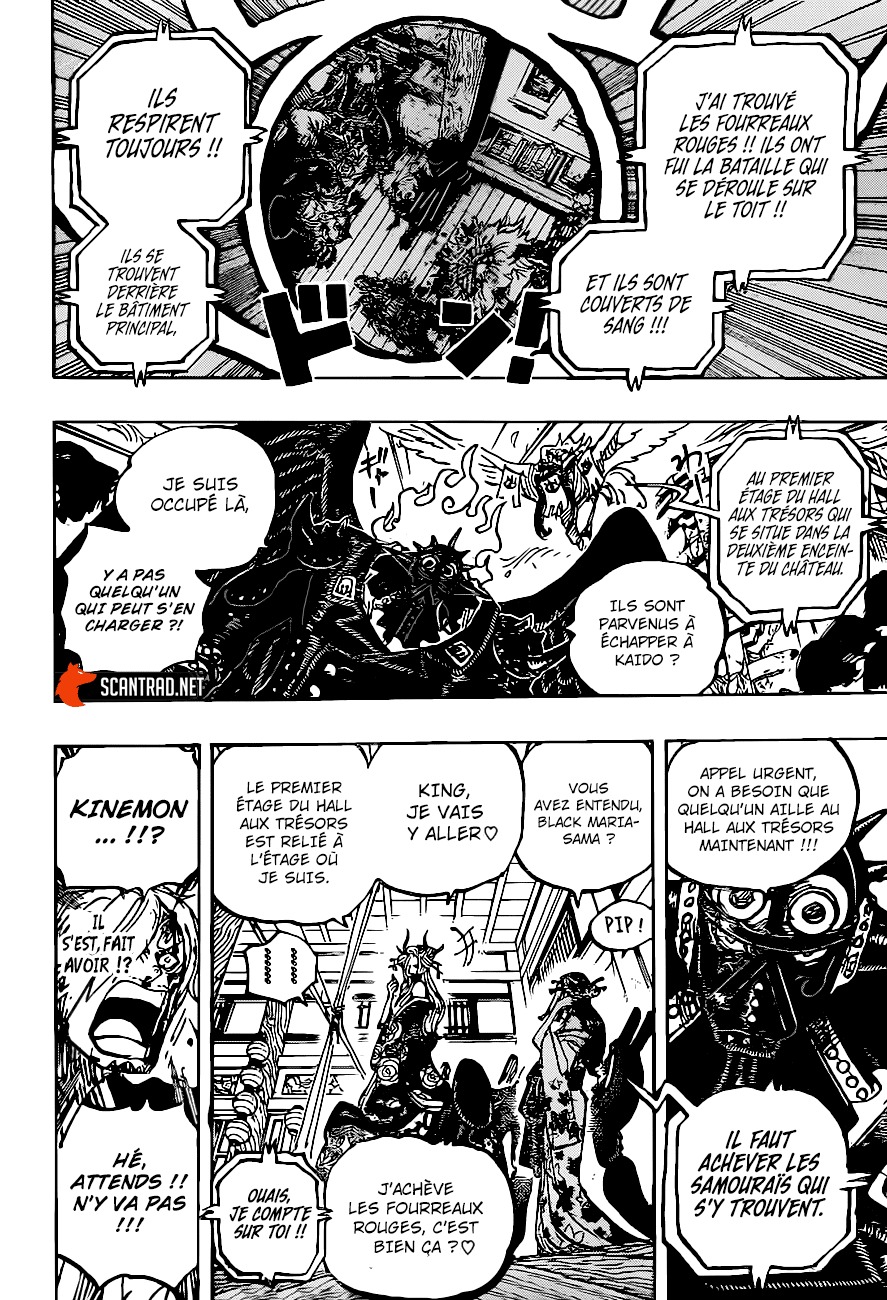 J'AI TROUVÉ
LES FOURREAUX
ROUGES !! ILS ONT
FUI LA BATAILLE QUI
SE DÉROULE SUR
LE TOIT !!
ET ILS SONT
COUVERTS DE
SANG !!!
ILS
RESPIRENT
TOUJOURS !!
ILS SE
TROUVENT
DERRIÈRE
LE BÂTIMENT
PRINCIPAL,
ド
ン!
AU PREMIER
ÉTAGE DU HALL
AUX TRÉSORS QUI
SE SITUE DANS LA
DEUXIÈME ENCEIN-
TE DU CHÂTEAU.
ILS SONT
PARVENUS À
ÉCHAPPER À
KAIDO ?
JE SUIS
OCCUPÉ LÀ,
Y A PAS
QUELQU'UN
QUI PEUT S'EN
CHARGER ?!
SCANTRAD.NET
APPEL URGENT,
ON A BESOIN QUE
QUELQU'UN AILLE AU
HALL AUX TRÉSORS
MAINTENANT !!!
IL FAUT
ACHEVER LES
SAMOURAÏS QUI
S'Y TROUVENT.
PIP !
VOUS
AVEZ ENTENDU,
BLACK MARIA-
SAMA ?
KING,
JE VAIS
Y ALLER♡
LE PREMIER
ÉTAGE DU HALL
AUX TRÉSORS
EST RELIÉ À
L'ÉTAGE OÙ
JE SUIS.
J'ACHÈVE
LES FOURREAUX
ROUGES, C'EST
BIEN ÇA ?♡
OUAIS,
JE COMPTE
SUR TOI !!
KINEMON
... !!?
IL
S'EST, FAIT
AVOIR !?
HÉ,
ATTENDS !!
N'Y VA PAS
!!!